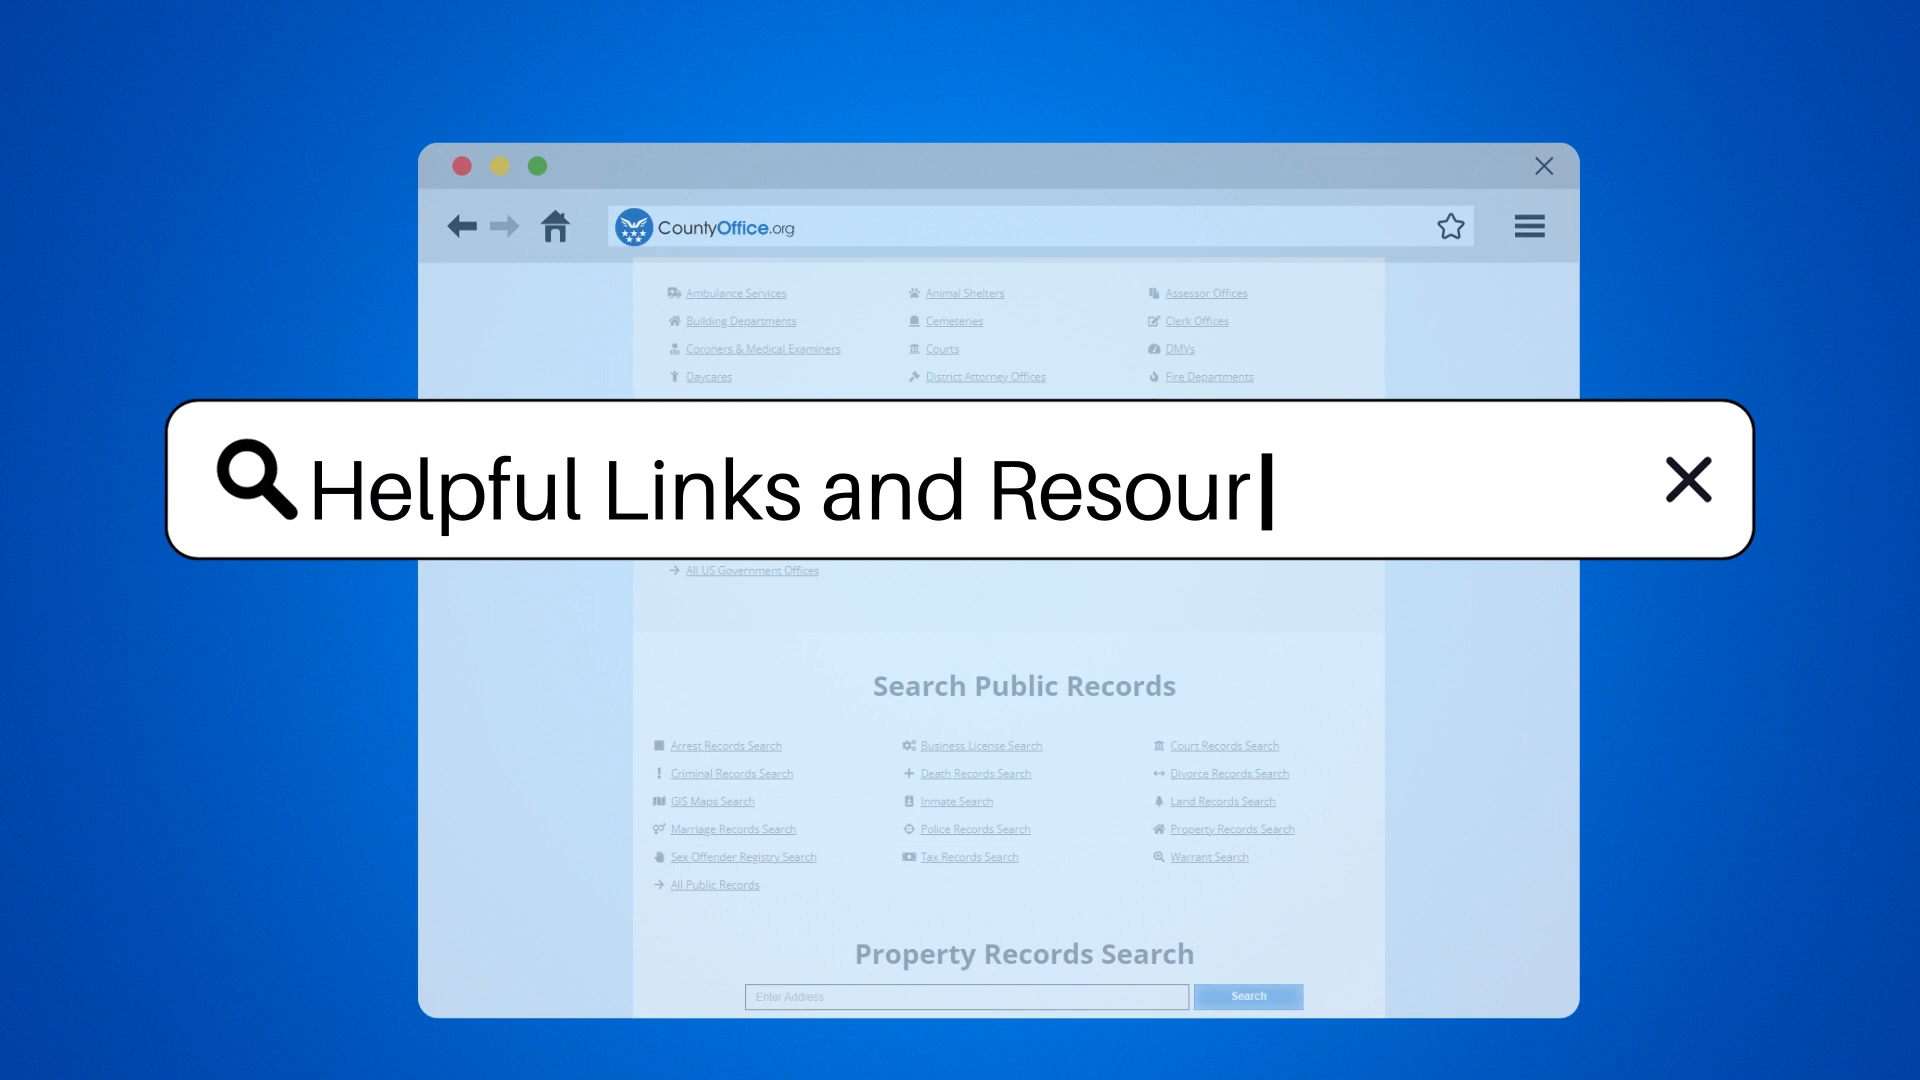 CountyOffice.org
Ambulance Services Animal Shelters Assessor Offices
Building Departments Cemeteries Clerk Offices
Coroners & Medical Examiners Courts DMVs
Daycares District Attorney Offices Fire Departments
Helpful Links and Resour
All US Government Offices
Search Public Records
Arrest Records Search Business License Search Court Records Search
Criminal Records Search Death Records Search Divorce Records Search
GIS Maps Search Inmate Search Land Records Search
Marriage Records Search Police Records Search Property Records Search
Sex Offender Registry Search Tax Records Search Warrant Search
All Public Records
Property Records Search
Enter Address Search